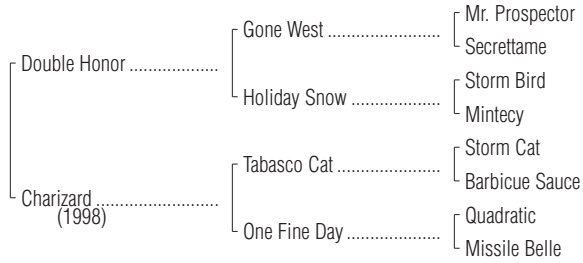 Mr. Prospector
Gone West ......................
Secrettame
Double Honor .................
Storm Bird
Holiday Snow .................
Mintecy
Storm Cat
Tabasco Cat ....................
Barbicue Sauce
Charizard ........................
(1998)
Quadratic
One Fine Day ..................
Missile Belle